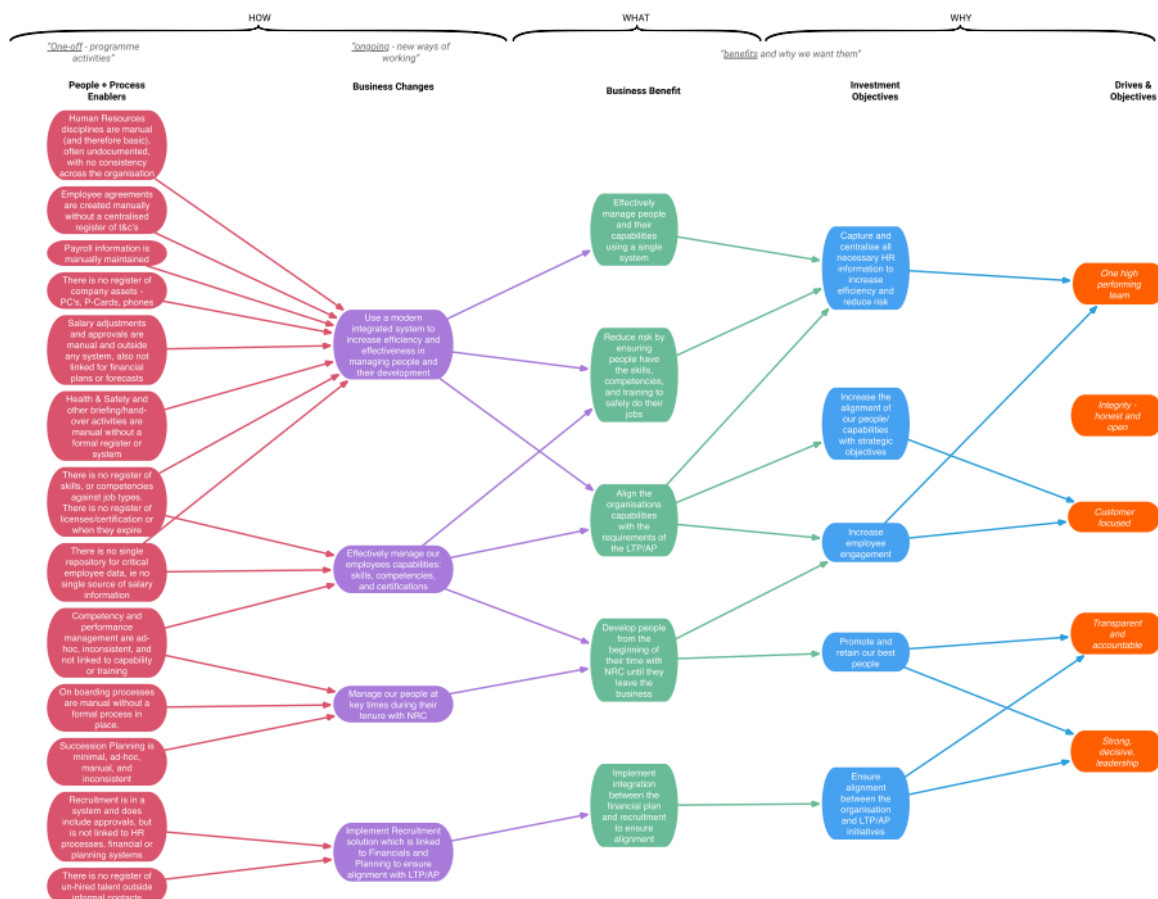 HOW
WHAT
WHY
"One-off - programme
activities"
"ongoing - new ways of
working"
"benefits and why we want them"
People + Process
Enablers
Business Changes
Business Benefit
Investment
Objectives
Drives &
Objectives
Human Resources
disciplines are manual
(and therefore basic),
often undocumented,
with no consistency
across the organisation
Employee agreements
are created manually
without a centralised
register of t&c's
Payroll information is
manually maintained
There is no register of
company assets -
PC's, P-Cards, phones
Salary adjustments
and approvals are
manual and outside
any system, also not
linked for financial
plans or forecasts
Health & Safety and
other briefing/hand-
over activities are
manual without a
formal register or
system
There is no register of
skills, or competencies
against job types.
There is no register of
licenses/certification or
when they expire
There is no single
repository for critical
employee data, ie no
single source of salary
information
Competency and
performance
management are ad-
hoc, inconsistent, and
not linked to capability
or training
On boarding processes
are manual without a
formal process in
place.
Succession Planning is
minimal, ad-hoc,
manual, and
inconsistent
Recruitment is in a
system and does
include approvals, but
is not linked to HR
processes, financial or
planning systems
There is no register of
un-hired talent outside
informal contacts
Use a modern
integrated system to
increase efficiency and
effectiveness in
managing people and
their development
Effectively manage our
employees capabilities:
skills, competencies,
and certifications
Manage our people at
key times during their
tenure with NRC
Implement Recruitment
solution which is linked
to Financials and
Planning to ensure
alignment with LTP/AP
Effectively
manage people
and their
capabilities
using a single
system
Reduce risk by
ensuring
people have
the skills,
competencies,
and training to
safely do their
jobs
Align the
organisations
capabilities
with the
requirements
of the LTP/AP
Develop people
from the
beginning of
their time with
NRC until they
leave the
business
Implement
integration
between the
financial plan
and recruitment
to ensure
alignment
Capture and
centralise all
necessary HR
information to
increase
efficiency and
reduce risk
Increase the
alignment of
our people/
capabilities
with strategic
objectives
Increase
employee
engagement
Promote and
retain our best
people
Ensure
alignment
between the
organisation
and LTP/AP
initiatives
One high
performing
team
Integrity -
honest and
open
Customer
focused
Transparent
and
accountable
Strong,
decisive,
leadership